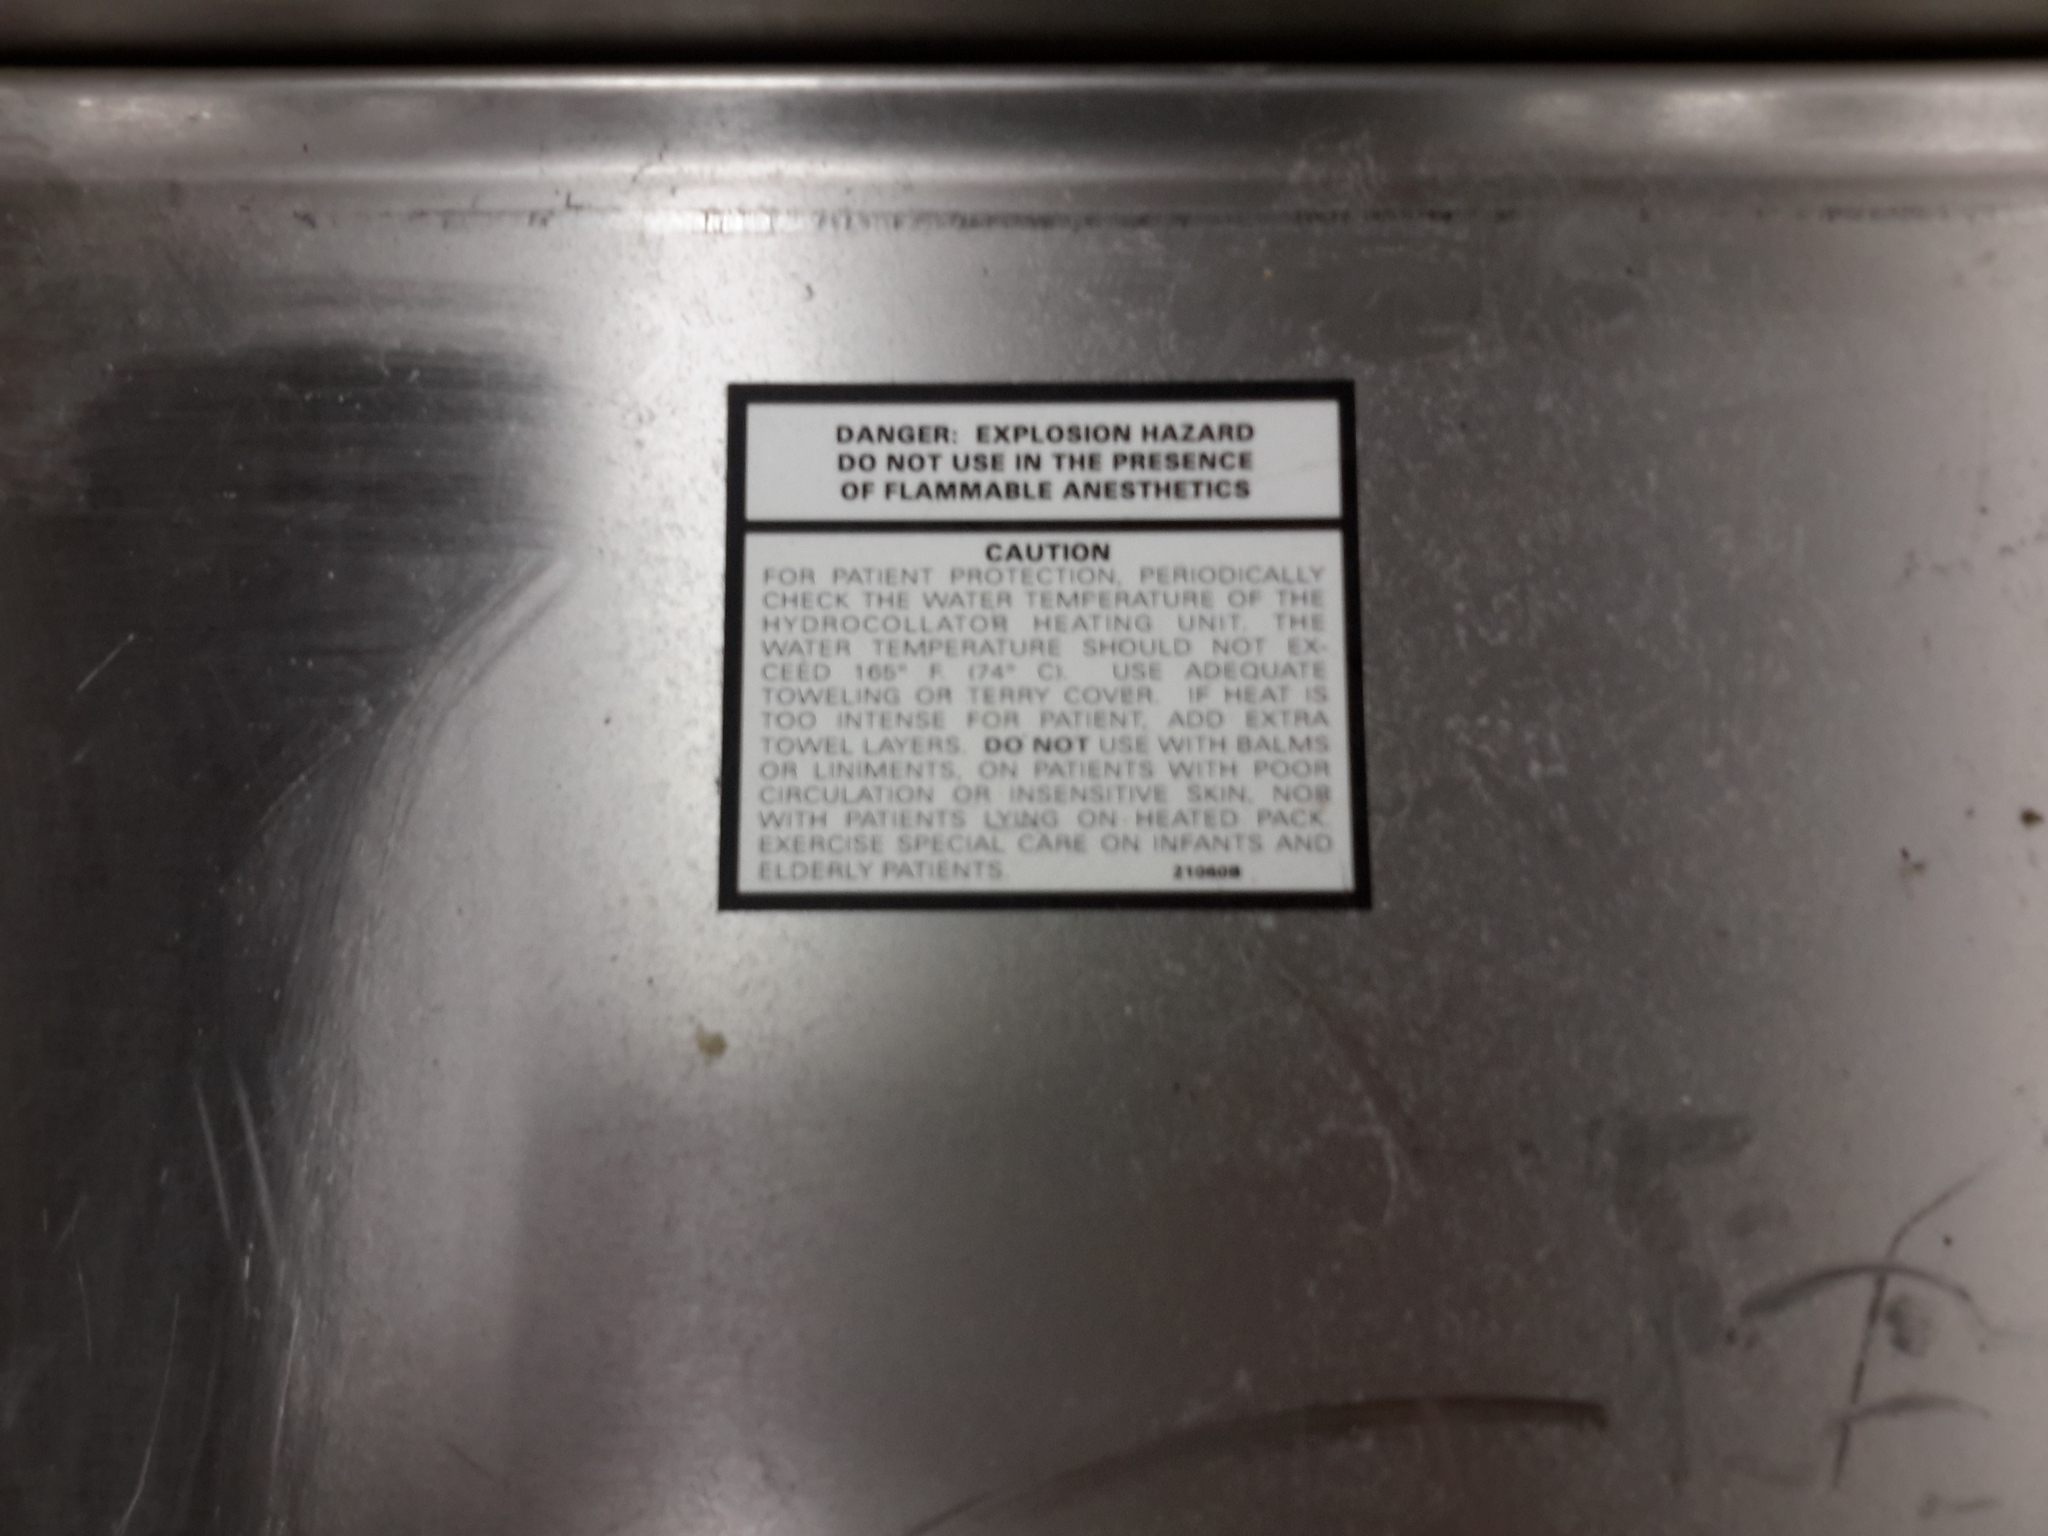 DANGER: EXPLOSION HAZARD
DO NOT USE IN THE PRESENCE
OF FLAMMABLE ANESTHETICS
CAUTION
FOR PATIENT PROTECTION, PERIODICALLY
CHECK THE WATER TEMPERATURE OF THE
HYDROCOLLATOR HEATING UNIT. THE
WATER TEMPERATURE SHOULD NOT EX-
CEED 165° F. (74° C). USE ADEQUATE
TOWELING OR TERRY COVER. IF HEAT IS
TOO INTENSE FOR PATIENT, ADD EXTRA
TOWEL LAYERS. DO NOT USE WITH BALMS
OR LINIMENTS, ON PATIENTS WITH POOR
CIRCULATION OR INSENSITIVE SKIN, NOR
WITH PATIENTS LYING ON HEATED PACK.
EXERCISE SPECIAL CARE ON INFANTS AND
ELDERLY PATIENTS.